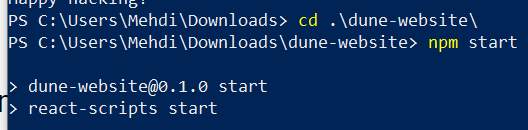 Happy hacking!
PS C:\Users\Mehdi\Downloads> cd .\dune-website\
PS C:\Users\Mehdi\Downloads\dune-website> npm start
> dune-website@0.1.0 start
> react-scripts start